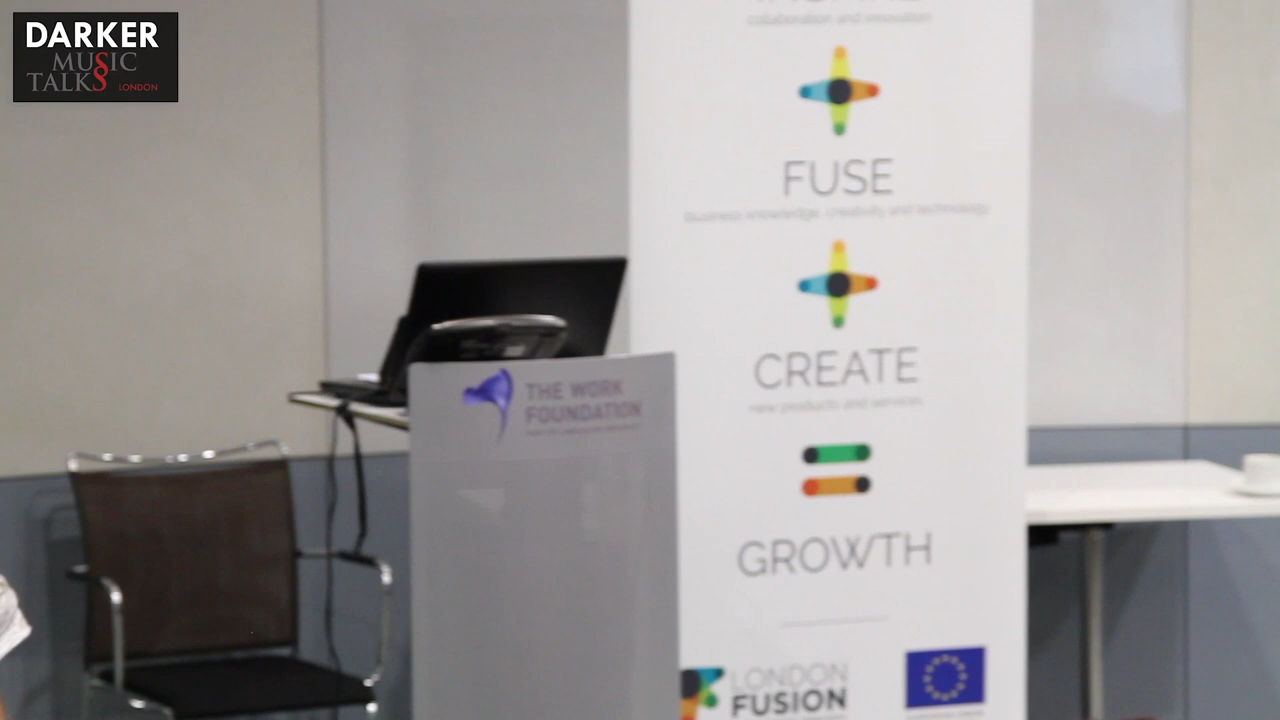 DARKER
MUSIC
TALKS LONDON
collaboration and innovation
FUSE
business knowledge, creativity and technology
CREATE
new products and services
GROWTH
THE WORK
FOUNDATION
LONDON
FUSION